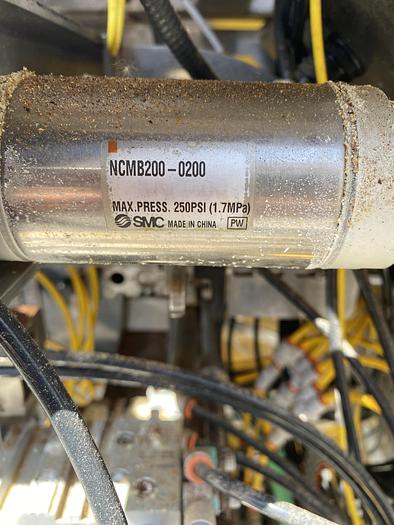 NCMB200-0200
MAX.PRESS. 250PSI (1.7MPa)
SMC MADE IN CHINA PW